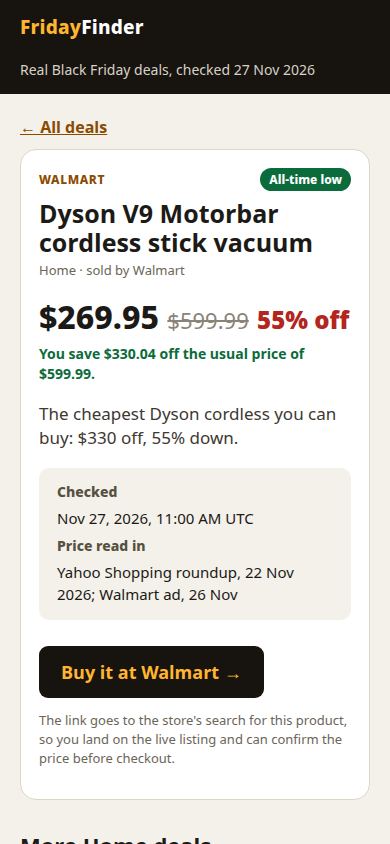 FridayFinder
Real Black Friday deals, checked 27 Nov 2026
← All deals
WALMART
All-time low
Dyson V9 Motorbar
cordless stick vacuum
Home · sold by Walmart
$269.95 $599.99 55% off
You save $330.04 off the usual price of
$599.99.
The cheapest Dyson cordless you can
buy: $330 off, 55% down.
Checked
Nov 27, 2026, 11:00 AM UTC
Price read in
Yahoo Shopping roundup, 22 Nov
2026; Walmart ad, 26 Nov
Buy it at Walmart →
The link goes to the store's search for this product,
so you land on the live listing and can confirm the
price before checkout.
More Home deals